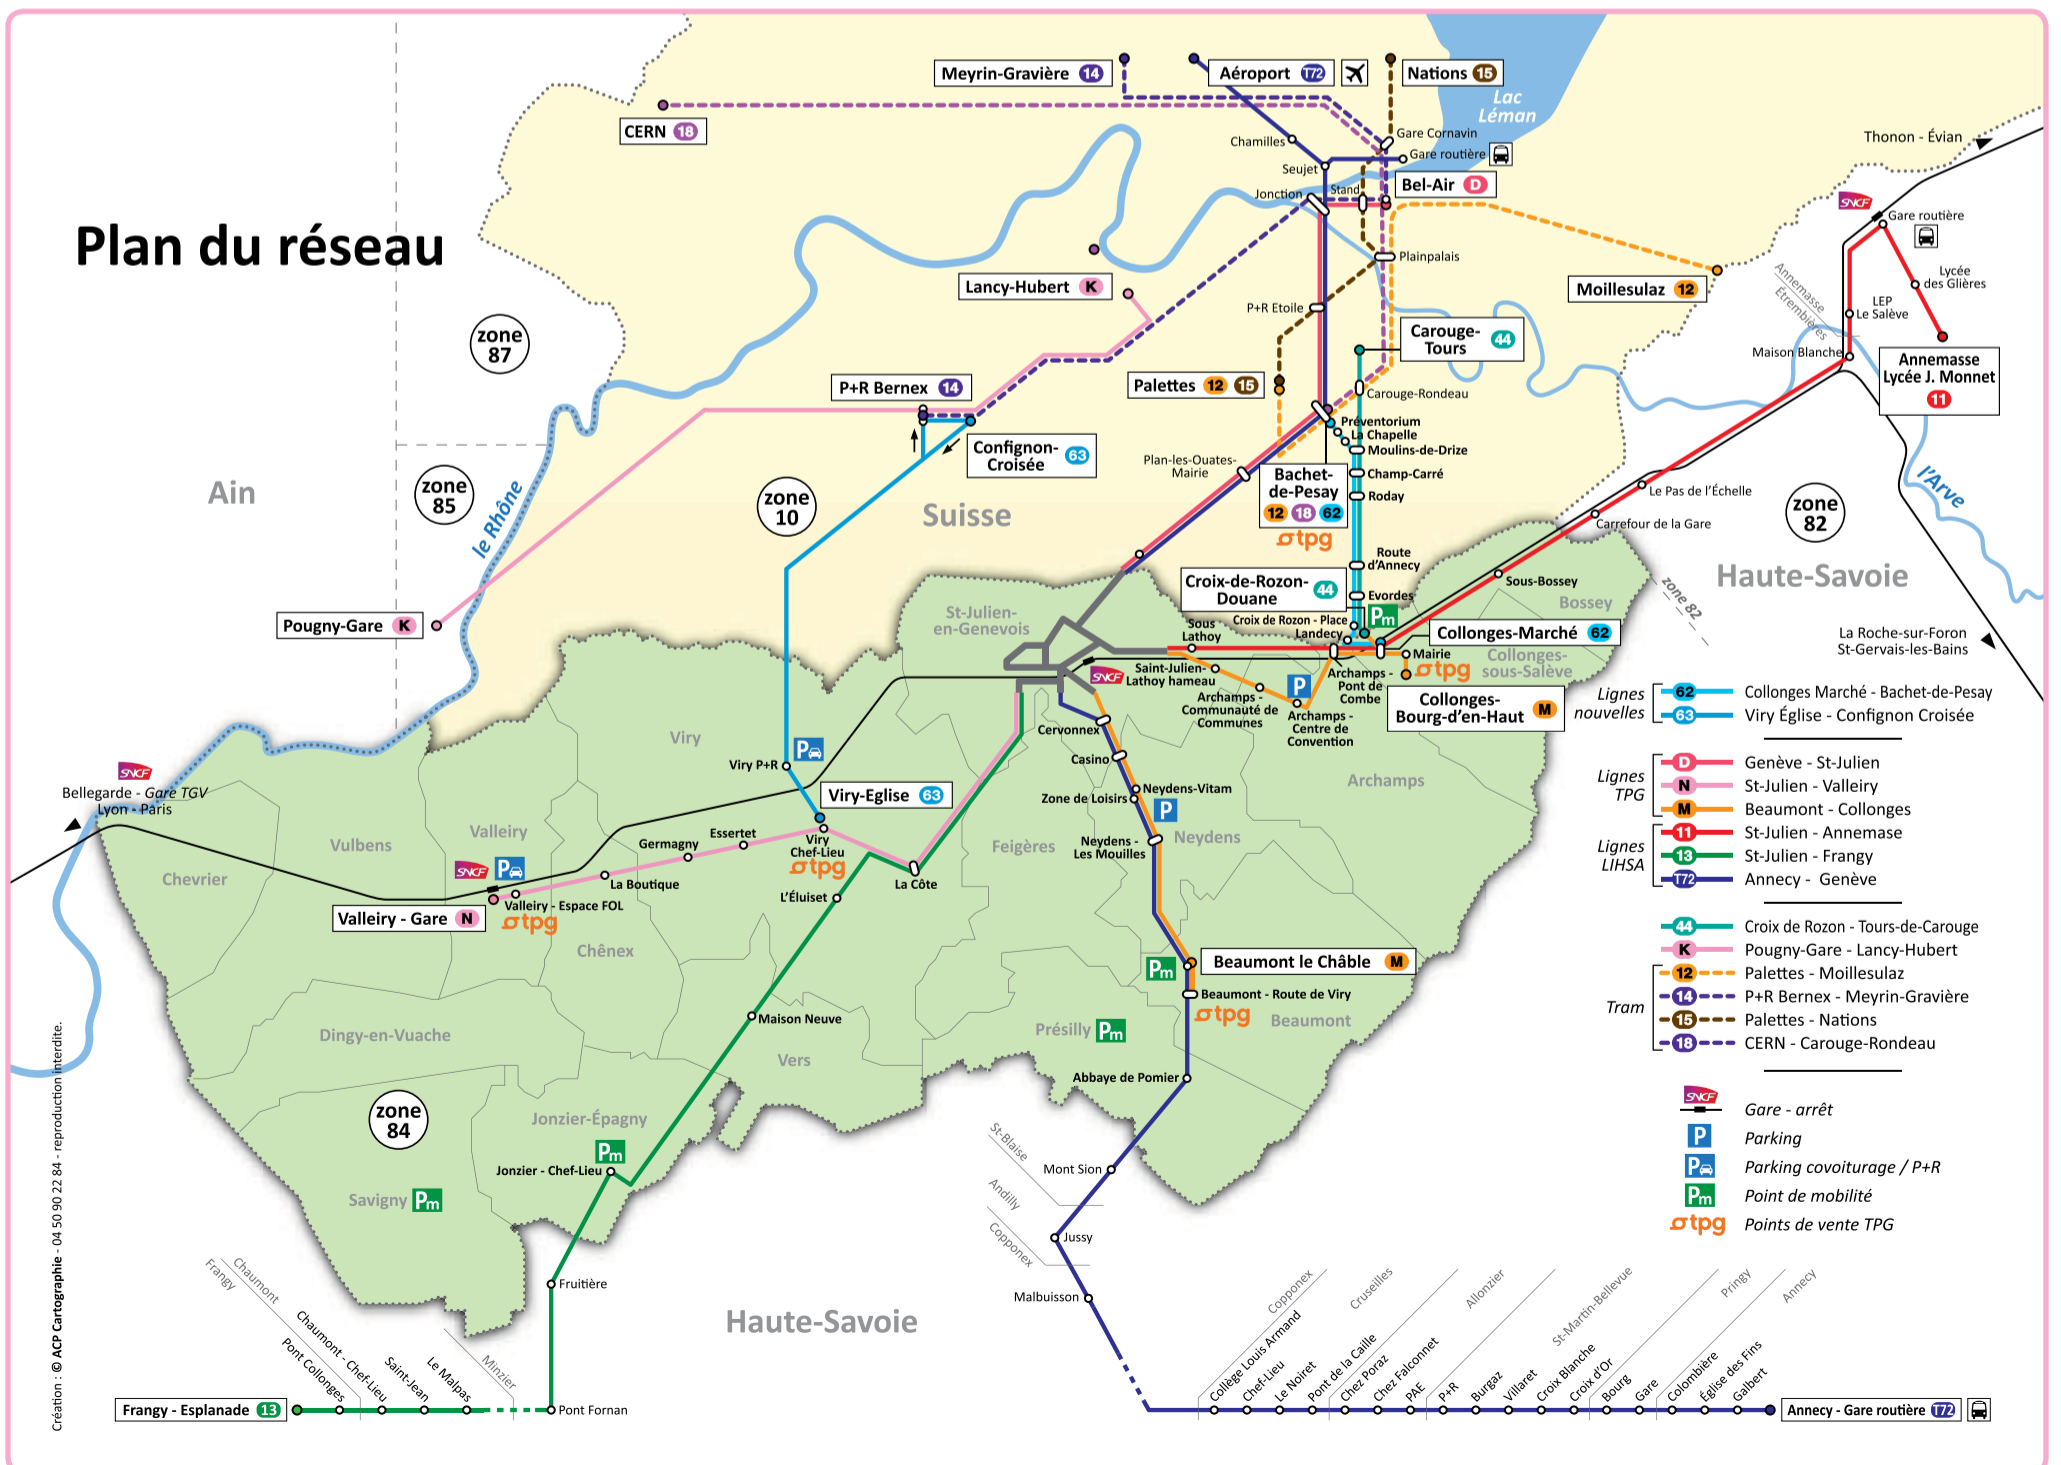 Plan du réseau
Meyrin-Gravière 14
Aéroport T72
Nations 15
CERN 18
Lac
Léman
Chamilles
Gare Cornavin
Gare routière
Seujet
Bel-Air D
Jonction
Stand
Thonon - Évian
SNCF
Gare routière
Plainpalais
Lancy-Hubert K
Moillesulaz 12
P+R Etoile
Lycée
des Glières
LEP
Le Salève
Annemasse
Étrembières
Maison Blanche
zone
87
Carouge-
Tours 44
Annemasse
Lycée J. Monnet
11
P+R Bernex 14
Palettes 12 15
Carouge-Rondeau
Préventorium
La Chapelle
Moulins-de-Drize
Champ-Carré
Roday
Confignon-
Croisée 63
Plan-les-Ouates-
Mairie
Bachet-
de-Pesay
12 18 62
tpg
Ain
zone
85
le Rhône
zone
10
Suisse
Le Pas de l'Échelle
Carrefour de la Gare
zone
82
l'Arve
Haute-Savoie
Route
d'Annecy
Croix-de-Rozon-
Douane 44
Evordes
Sous-Bossey
Bossey
zone 82
Pougny-Gare K
St-Julien-
en-Genevois
Sous
Lathoy
Croix de Rozon - Place
Landecy
Pm
Collonges-Marché 62
La Roche-sur-Foron
St-Gervais-les-Bains
Mairie
tpg
Collonges-
sous-Salève
SNCF
Saint-Julien-
Lathoy hameau
Archamps -
Communauté de
Communes
P
Archamps -
Centre de
Convention
Archamps -
Pont de
Combe
Collonges-
Bourg-d'en-Haut M
Archamps
Viry
Viry P+R
P
Cervonnex
Casino
Neydens-Vitam
Zone de Loisirs
P
Neydens -
Les Mouilles
Neydens
SNCF
Bellegarde - Gare TGV
Lyon - Paris
Viry-Eglise 63
Viry
Chef-Lieu
tpg
Vulbens
Valleiry
Chevrier
Germagny
Essertet
La Boutique
La Côte
L'Éluiset
Feigères
SNCF
P
Valleiry - Espace FOL
tpg
Valleiry - Gare N
Chênex
Pm
Beaumont le Châble M
Beaumont - Route de Viry
tpg
Beaumont
Présilly Pm
Maison Neuve
Vers
Dingy-en-Vuache
Abbaye de Pomier
zone
84
Jonzier-Épagny
Pm
Jonzier - Chef-Lieu
Savigny Pm
St-Blaise
Andilly
Copponex
Mont Sion
Jussy
Malbuisson
Haute-Savoie
Fruitière
Pont Fornan
Chaumont
Frangy
Minzier
Frangy - Esplanade 13
Pont Collonges
Chaumont - Chef-Lieu
Saint-Jean
Le Malpas
Copponex
Cruseilles
Allonzier
St-Martin-Bellevue
Pringy
Annecy
Collège Louis Armand
Chef-Lieu
Le Noiret
Pont de la Caille
Chez Poraz
Chez Falconnet
PAE
P+R
Burgaz
Villaret
Croix Blanche
Croix d'Or
Bourg
Gare
Colombière
Église des Fins
Galbert
Annecy - Gare routière T72
Lignes
nouvelles
62 Collonges Marché - Bachet-de-Pesay
63 Viry Église - Confignon Croisée
Lignes
TPG
D Genève - St-Julien
N St-Julien - Valleiry
M Beaumont - Collonges
Lignes
LIHSA
11 St-Julien - Annemase
13 St-Julien - Frangy
T72 Annecy - Genève
44 Croix de Rozon - Tours-de-Carouge
K Pougny-Gare - Lancy-Hubert
Tram
12 Palettes - Moillesulaz
14 P+R Bernex - Meyrin-Gravière
15 Palettes - Nations
18 CERN - Carouge-Rondeau
SNCF Gare - arrêt
P Parking
P Parking covoiturage / P+R
Pm Point de mobilité
tpg Points de vente TPG
Création : © ACP Cartographie - 04 50 90 22 84 - reproduction interdite.